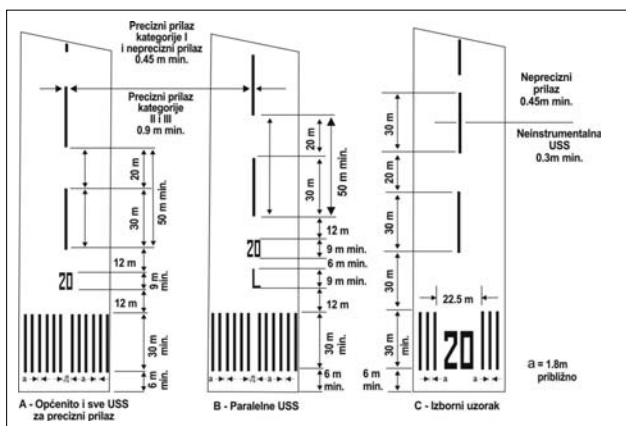 Precizni prilaz
kategorije I
i neprecizni prilaz
0.45 m min.
Precizni prilaz
kategorije
II i III
0.9 m min.
20 m
30 m
50 m min.
12 m
9 m
min.
12 m
30 m
6 m
min.
20
a
a
A - Općenito i sve USS
za precizni prilaz
20 m
30 m
50 m min.
12 m
9 m min.
6 m min.
9 m min.
12 m
30 m
min.
6 m
min.
20
L
a
a
B - Paralelne USS
Neprecizni
prilaz
0.45m min.
Neinstrumentalna
USS
0.3m min.
30 m
20 m
30 m
30 m
22.5 m
30 m
min.
6 m
min.
20
a
a
a = 1.8m
približno
C - Izborni uzorak